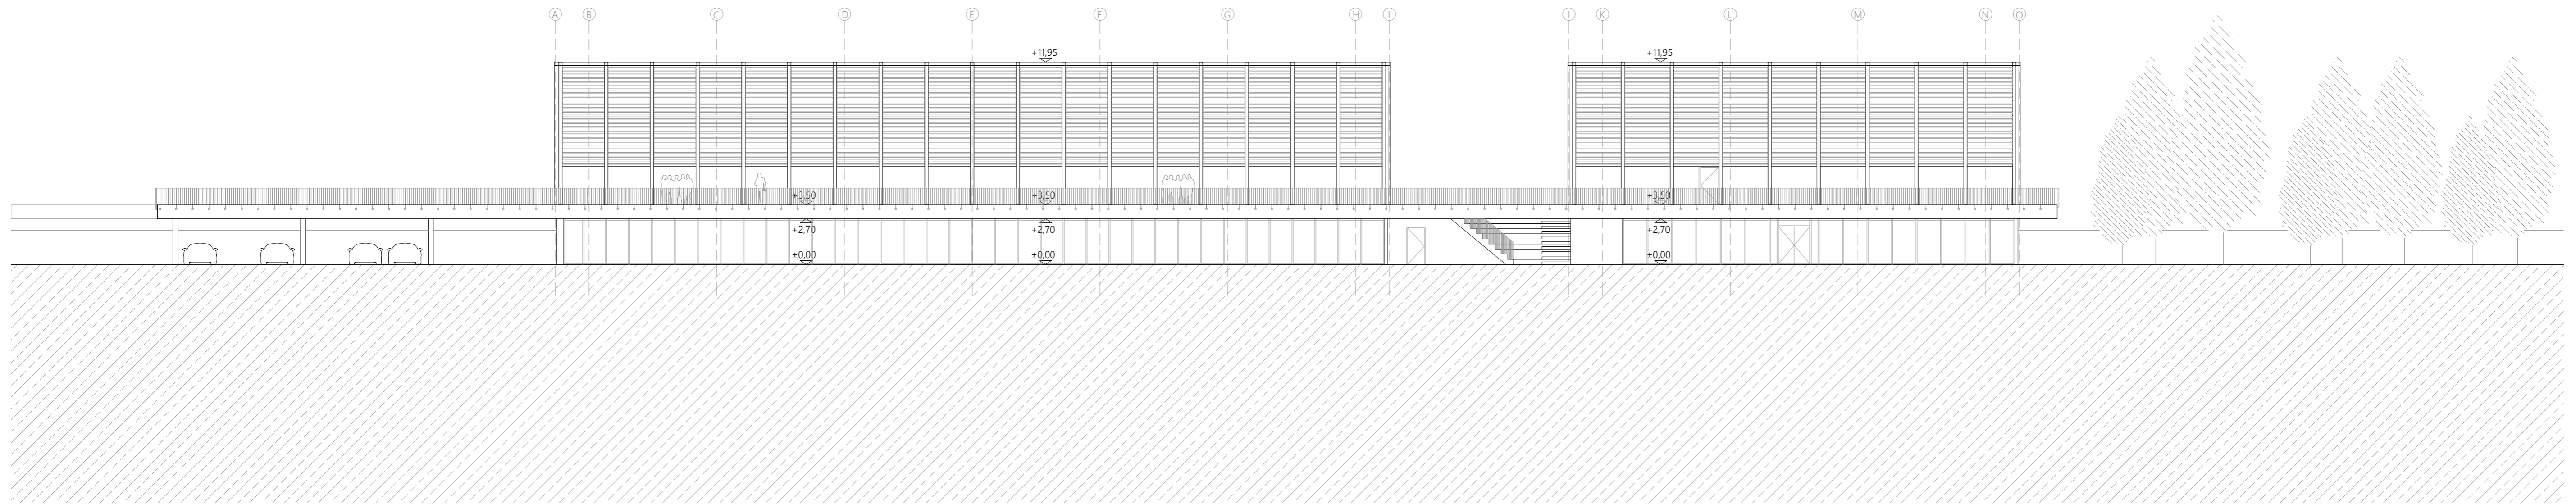 A B C D E F G H I J K L M N O
+11,95 +11,95
+3,50 +3,50 +3,50
+2,70 +2,70 +2,70
±0,00 ±0,00 ±0,00